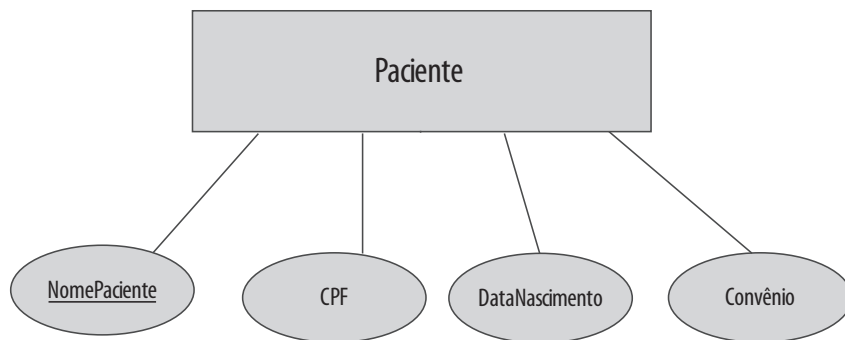 Paciente
NomePaciente
CPF
DataNascimento
Convênio